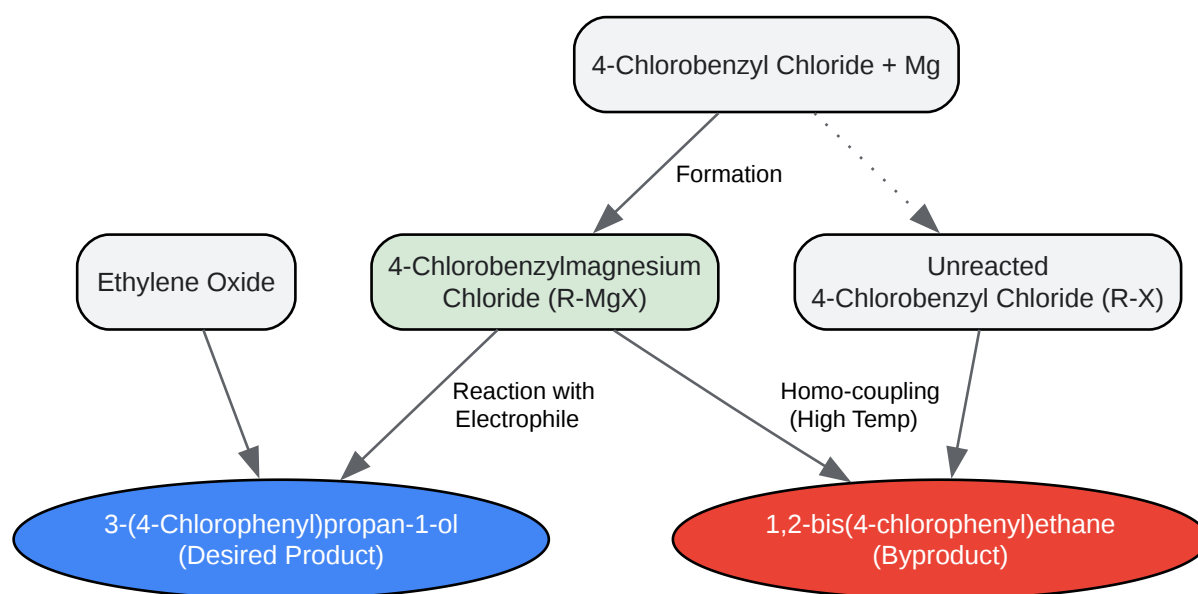 4-Chlorobenzyl Chloride + Mg
Formation
Ethylene Oxide
4-Chlorobenzylmagnesium
Chloride (R-MgX)
Unreacted
4-Chlorobenzyl Chloride (R-X)
Reaction with
Electrophile
Homo-coupling
(High Temp)
3-(4-Chlorophenyl)propan-1-ol
(Desired Product)
1,2-bis(4-chlorophenyl)ethane
(Byproduct)